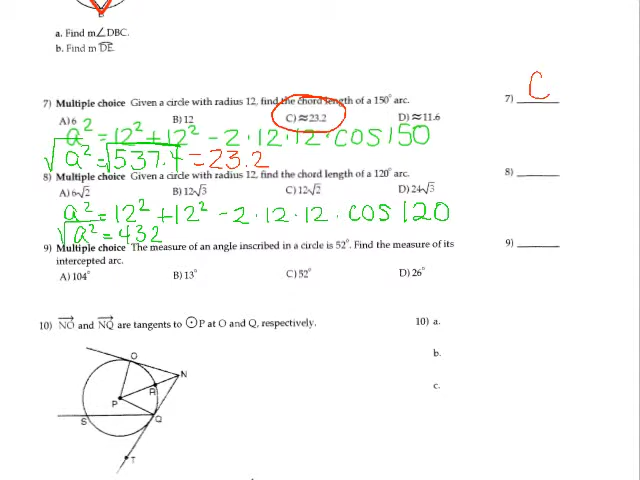 B
a. Find m∠DBC.
b. Find m DE.
7) Multiple choice Given a circle with radius 12, find the chord length of a 150° arc.
7) C
A) 6 B) 12 C) ≈23.2 D) ≈11.6
a² = 12² + 12² - 2·12·12·cos150
√a² = √537.4 = 23.2
8) Multiple choice Given a circle with radius 12, find the chord length of a 120° arc.
8)
A) 6√2 B) 12√3 C) 12√2 D) 24√3
a² = 12² + 12² - 2·12·12·cos120
√a² = 432
9) Multiple choice The measure of an angle inscribed in a circle is 52°. Find the measure of its
intercepted arc.
9)
A) 104° B) 13° C) 52° D) 26°
10) NO and NQ are tangents to ⊙P at O and Q, respectively.
10) a.
b.
c.
O
N
R
P
S
Q
T